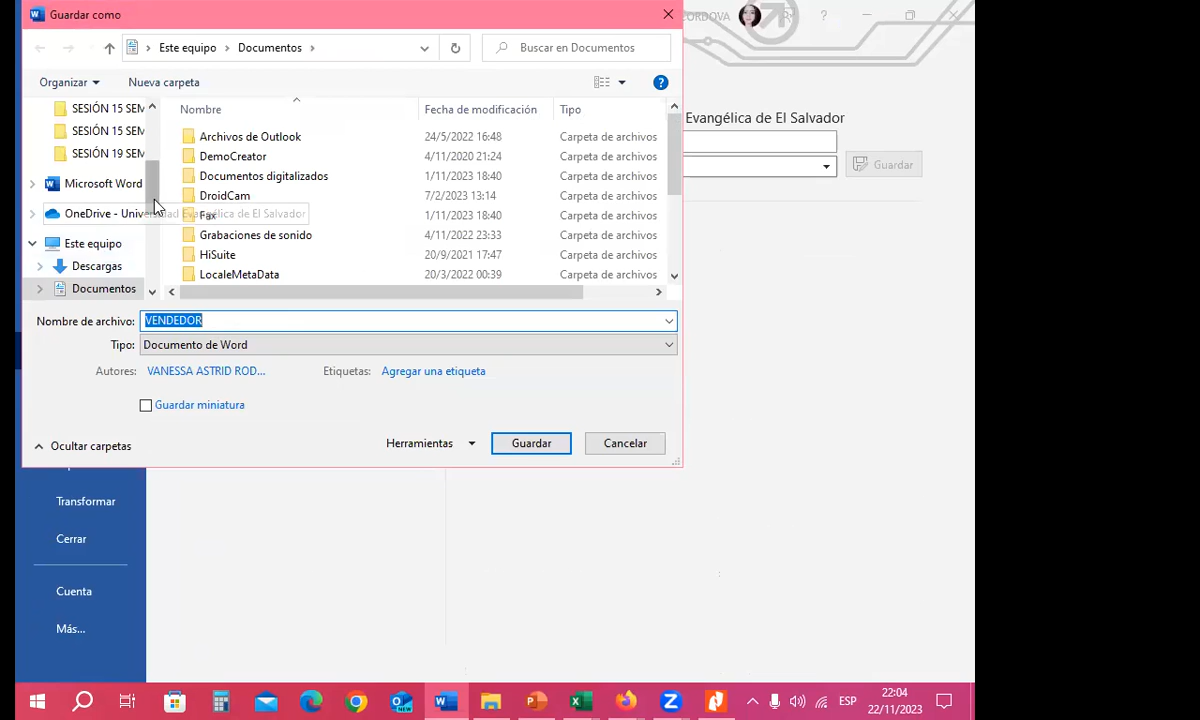 Guardar como
CORDOVA
?
Este equipo
Documentos
Buscar en Documentos
Organizar
Nueva carpeta
?
SESIÓN 15 SEM
SESIÓN 15 SEM
SESIÓN 19 SEM
Microsoft Word
OneDrive - Universidad Evangélica de El Salvador
Este equipo
Descargas
Documentos
Nombre
Fecha de modificación
Tipo
Archivos de Outlook
24/5/2022 16:48
Carpeta de archivos
DemoCreator
4/11/2020 21:24
Carpeta de archivos
Documentos digitalizados
1/11/2023 18:40
Carpeta de archivos
DroidCam
7/2/2023 13:14
Carpeta de archivos
Fax
1/11/2023 18:40
Carpeta de archivos
Grabaciones de sonido
4/11/2022 23:33
Carpeta de archivos
HiSuite
20/9/2021 17:47
Carpeta de archivos
LocaleMetaData
20/3/2022 00:39
Carpeta de archivos
Evangélica de El Salvador
Guardar
Nombre de archivo:
VENDEDOR
Tipo:
Documento de Word
Autores:
VANESSA ASTRID ROD...
Etiquetas:
Agregar una etiqueta
Guardar miniatura
Ocultar carpetas
Herramientas
Guardar
Cancelar
Transformar
Cerrar
Cuenta
Más...
NEW
ESP
22:04
22/11/2023